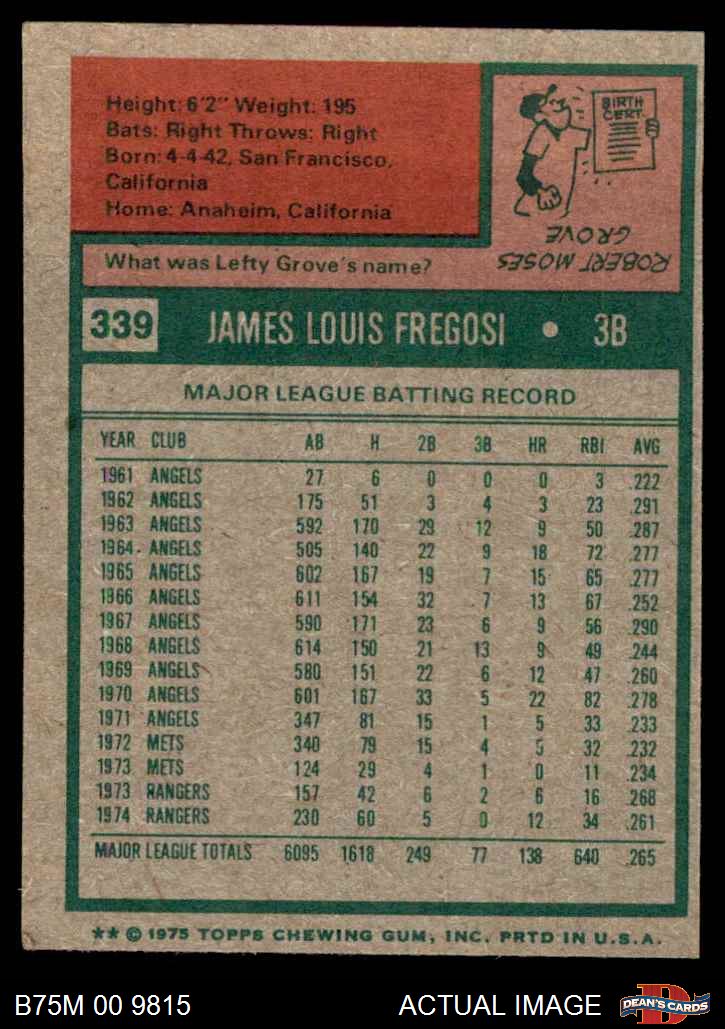 Height: 6'2" Weight: 195
Bats: Right Throws: Right
Born: 4-4-42, San Francisco,
California
Home: Anaheim, California
BIRTH
CERT.
ROBERT MOSES
GROVE
What was Lefty Grove's name?
339 JAMES LOUIS FREGOSI • 3B
MAJOR LEAGUE BATTING RECORD
YEAR CLUB AB H 2B 3B HR RBI AVG
1961 ANGELS 27 6 0 0 0 3 .222
1962 ANGELS 175 51 3 4 3 23 .291
1963 ANGELS 592 170 29 12 9 50 .287
1964 ANGELS 505 140 22 9 18 72 .277
1965 ANGELS 602 167 19 7 15 65 .277
1966 ANGELS 611 154 32 7 13 67 .252
1967 ANGELS 590 171 23 6 9 56 .290
1968 ANGELS 614 150 21 13 9 49 .244
1969 ANGELS 580 151 22 6 12 47 .260
1970 ANGELS 601 167 33 5 22 82 .278
1971 ANGELS 347 81 15 1 5 33 .233
1972 METS 340 79 15 4 5 32 .232
1973 METS 124 29 4 1 0 11 .234
1973 RANGERS 157 42 6 2 6 16 .268
1974 RANGERS 230 60 5 0 12 34 .261
MAJOR LEAGUE TOTALS 6095 1618 249 77 138 640 .265
** © 1975 TOPPS CHEWING GUM, INC. PRTD IN U.S.A.
B75M 00 9815 ACTUAL IMAGE DEAN'S CARDS